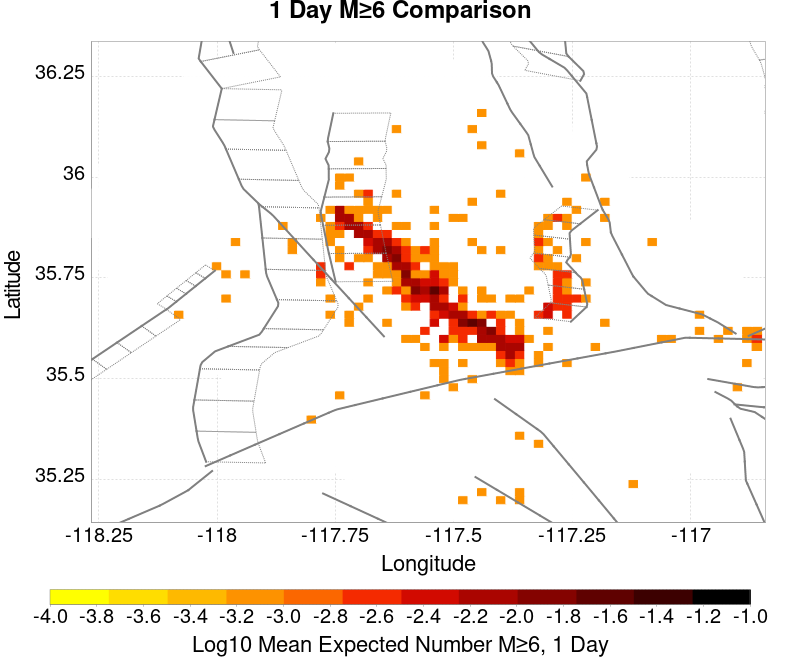 1 Day M≥6 Comparison
36.25
36
35.75
35.5
35.25
Latitude
-118.25 -118 -117.75 -117.5 -117.25 -117
Longitude
-4.0 -3.8 -3.6 -3.4 -3.2 -3.0 -2.8 -2.6 -2.4 -2.2 -2.0 -1.8 -1.6 -1.4 -1.2 -1.0
Log10 Mean Expected Number M≥6, 1 Day